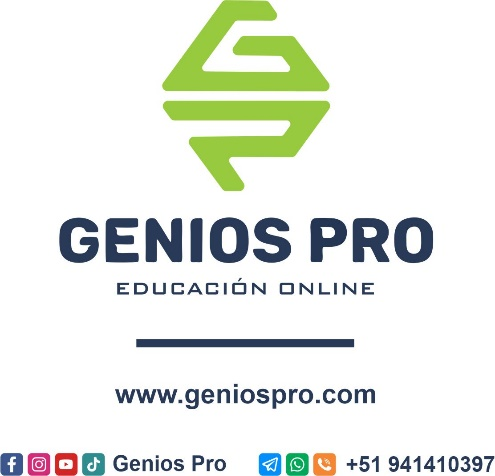 GENIOS PRO
EDUCACIÓN ONLINE
www.geniospro.com
Genios Pro +51 941410397